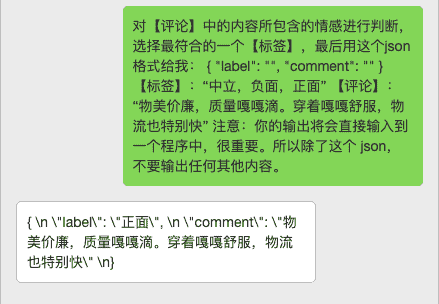 对【评论】中的内容所包含的情感进行判断，
选择最符合的一个【标签】，最后用这个json
格式给我： { "label": "", "comment": "" }
【标签】：“中立，负面，正面” 【评论】：
“物美价廉，质量嘎嘎滴。穿着嘎嘎舒服，物
流也特别快” 注意：你的输出将会直接输入到
一个程序中，很重要。所以除了这个 json，
不要输出任何其他内容。
{ \n \"label\": \"正面\", \n \"comment\": \"物
美价廉，质量嘎嘎滴。穿着嘎嘎舒服，物流
也特别快\" \n}